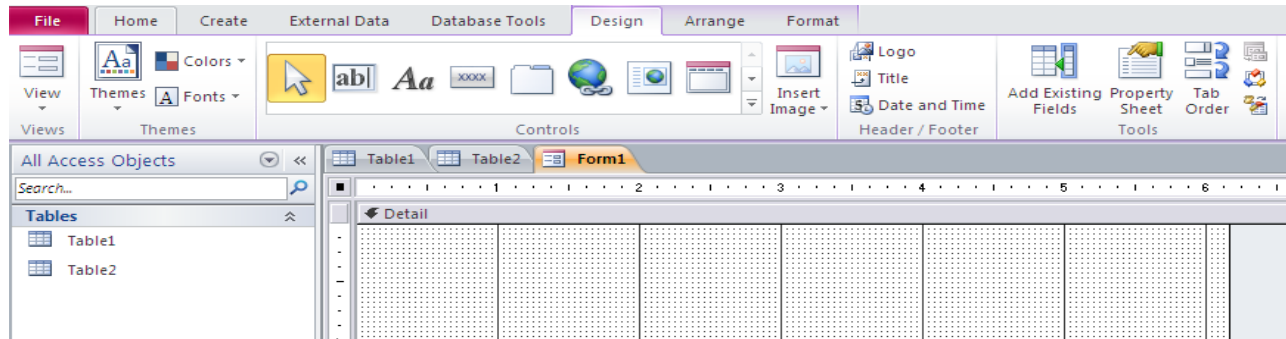 File Home Create External Data Database Tools Design Arrange Format
View
Themes
Aa
Colors
A Fonts
ab|
Aa
xxxx
Insert
Image
Logo
Title
Date and Time
Add Existing
Fields
Property
Sheet
Tab
Order
Views Themes Controls Header / Footer Tools
All Access Objects
Search...
Tables
Table1
Table2
Table1 Table2 Form1
1 2 3 4 5 6
Detail